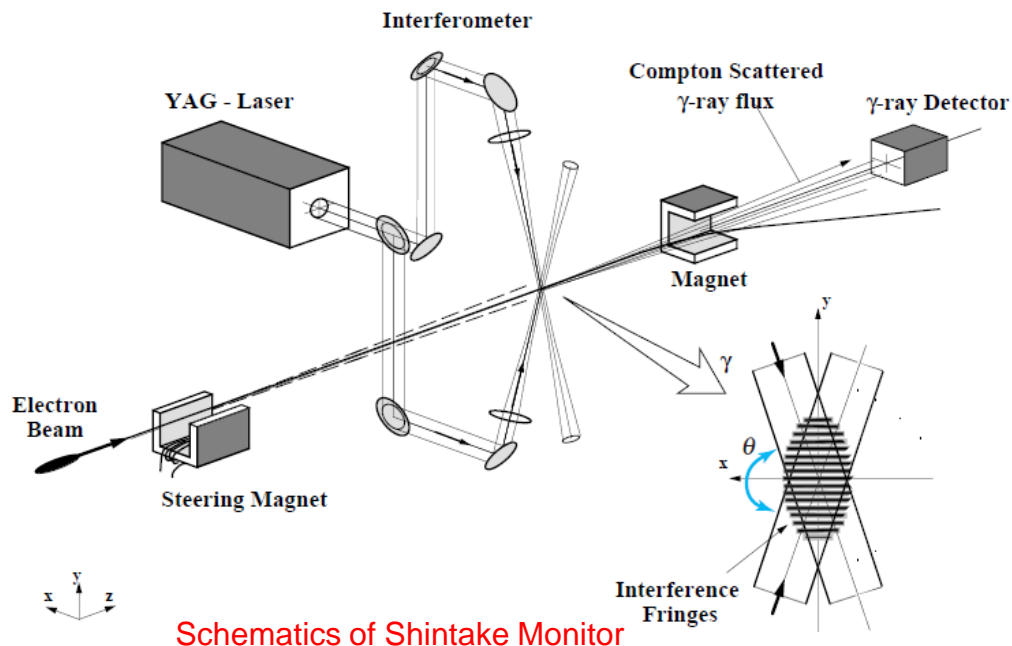 Interferometer
YAG - Laser
Compton Scattered
γ-ray flux
γ-ray Detector
Magnet
y
γ
Electron
Beam
Steering Magnet
θ
x
Interference
Fringes
y
x
z
Schematics of Shintake Monitor